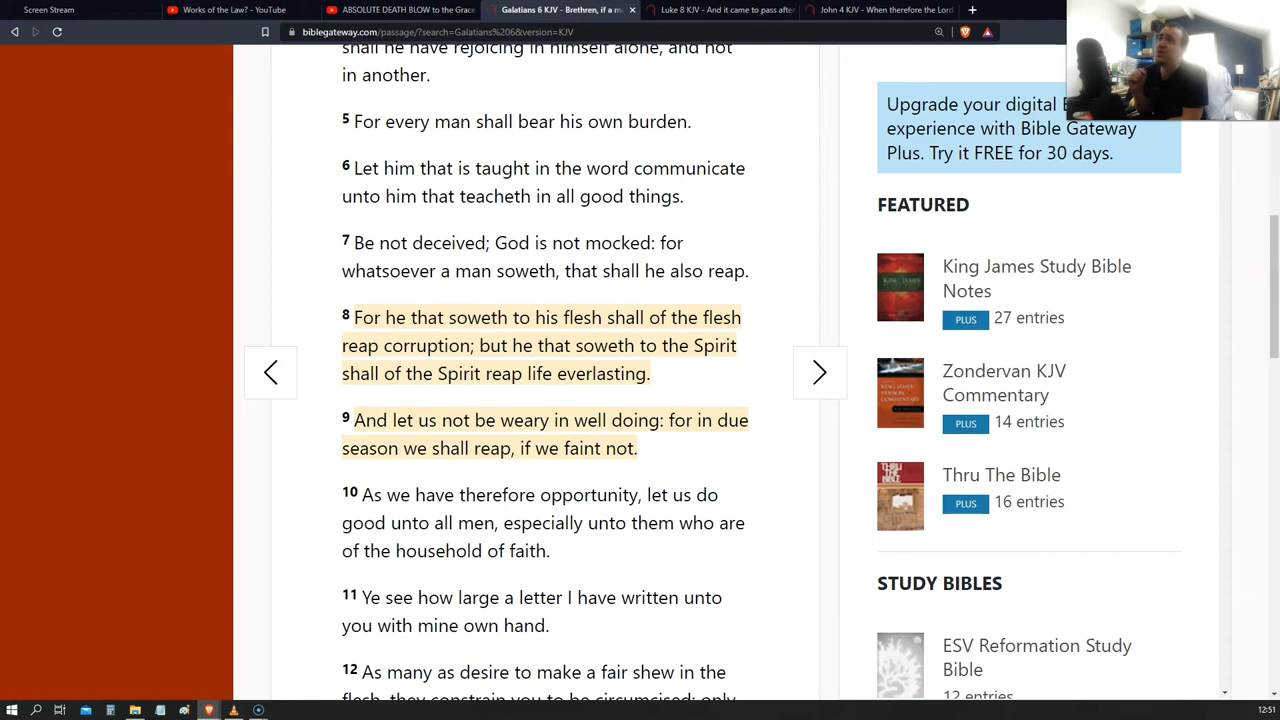 Screen Stream
Works of the Law? - YouTube
ABSOLUTE DEATH BLOW to the Grace
Galatians 6 KJV - Brethren, if a m
Luke 8 KJV - And it came to pass after
John 4 KJV - When therefore the Lord
biblegateway.com/passage/?search=Galatians%206&version=KJV
shall he have rejoicing in himself alone, and not
in another.
5 For every man shall bear his own burden.
6 Let him that is taught in the word communicate
unto him that teacheth in all good things.
7 Be not deceived; God is not mocked: for
whatsoever a man soweth, that shall he also reap.
8 For he that soweth to his flesh shall of the flesh
reap corruption; but he that soweth to the Spirit
shall of the Spirit reap life everlasting.
9 And let us not be weary in well doing: for in due
season we shall reap, if we faint not.
10 As we have therefore opportunity, let us do
good unto all men, especially unto them who are
of the household of faith.
11 Ye see how large a letter I have written unto
you with mine own hand.
12 As many as desire to make a fair shew in the
flesh, they constrain you to be circumcised; only
Upgrade your digital
experience with Bible Gateway
Plus. Try it FREE for 30 days.
FEATURED
King James Study Bible
Notes
PLUS 27 entries
Zondervan KJV
Commentary
PLUS 14 entries
Thru The Bible
PLUS 16 entries
STUDY BIBLES
ESV Reformation Study
Bible
12 entries
12:51